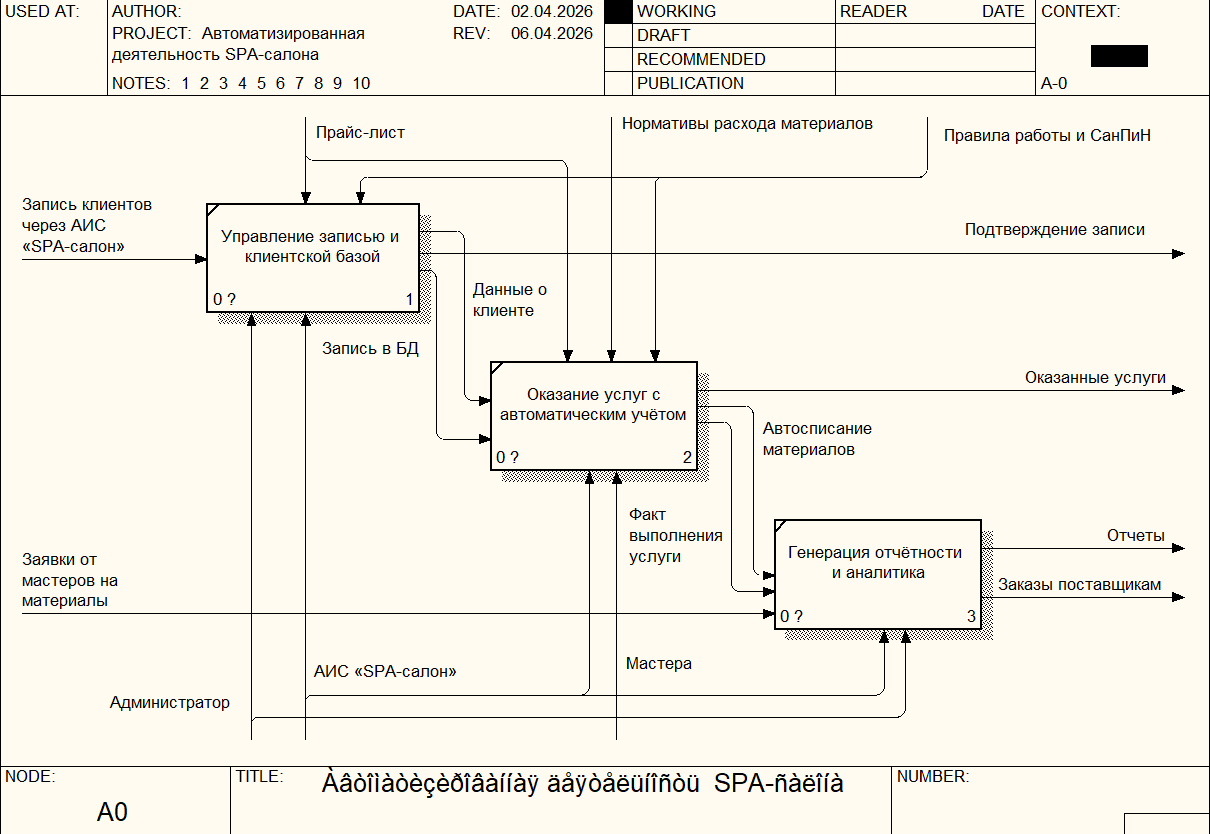 USED AT:
AUTHOR:
DATE: 02.04.2026
PROJECT: Автоматизированная
деятельность SPA-салона
REV: 06.04.2026
NOTES: 1 2 3 4 5 6 7 8 9 10
WORKING
DRAFT
RECOMMENDED
PUBLICATION
READER
DATE
CONTEXT:
A-0
Прайс-лист
Нормативы расхода материалов
Правила работы и СанПиН
Запись клиентов
через АИС
«SPA-салон»
Управление записью и
клиентской базой
0 ?
1
Подтверждение записи
Данные о
клиенте
Запись в БД
Оказание услуг с
автоматическим учётом
0 ?
2
Оказанные услуги
Автосписание
материалов
Факт
выполнения
услуги
Генерация отчётности
и аналитика
0 ?
3
Отчеты
Заказы поставщикам
Заявки от
мастеров на
материалы
АИС «SPA-салон»
Мастера
Администратор
NODE:
A0
TITLE:
Àâòîìàòèçèðîâàííàÿ äåÿòåëüíîñòü SPA-ñàëîíà
NUMBER: